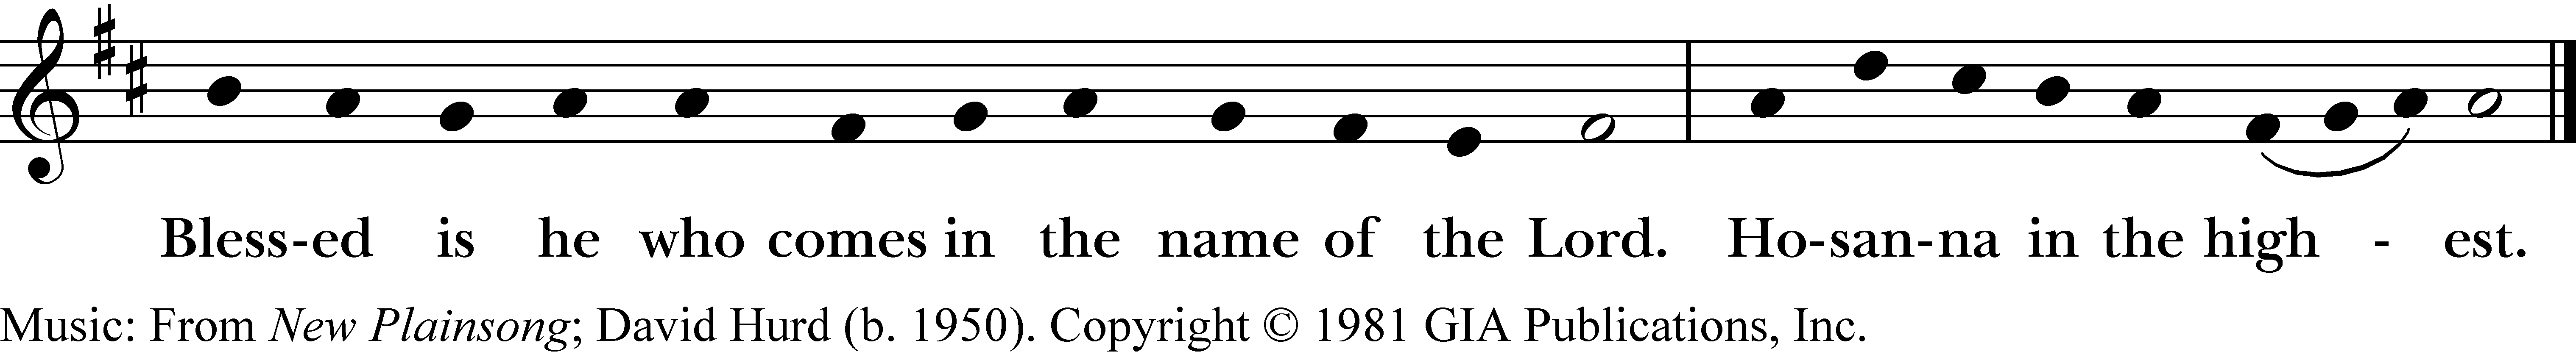 Bless-ed is he who comes in the name of the Lord. Ho-san-na in the high - est.
Music: From New Plainsong; David Hurd (b. 1950). Copyright © 1981 GIA Publications, Inc.